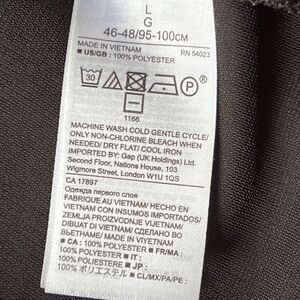 L
G
46-48/95-100CM
MADE IN VIETNAM RN 54023
■ US/GB : 100% POLYESTER
30 P
1166
MACHINE WASH COLD GENTLE CYCLE/
ONLY NON-CHLORINE BLEACH WHEN
NEEDED/ DRY FLAT/ COOL IRON
IMPORTED BY: Gap (UK Holdings) Ltd.
Second Floor, Nations House, 103
Wigmore Street, London W1U 1QS
CA 17897
Одежда первого слоя
FABRIQUE AU VIETNAM/ HECHO EN
VIETNAM CON INSUMOS IMPORTADOS/
ZEMLJA PROIZVODNJE VIJETNAM/
DIBUAT DI VIETNAM/ СДЕЛАНО ВО
ВЬЕТНАМЕ/ MADE IN VIYETNAM
■ CA : 100% POLYESTER ■ FR/MA :
100% POLYESTER ■ IT :
100% POLIESTERE ■ JP :
100% ポリエステル ■ CL/MX/PA/PE :